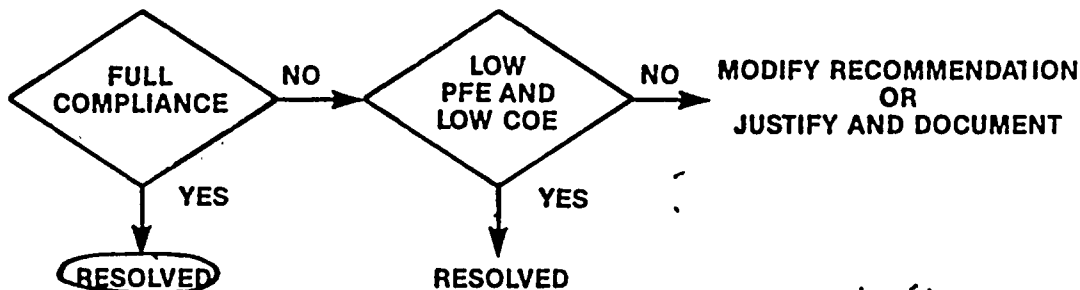 FULL
COMPLIANCE
NO
LOW
PFE AND
LOW COE
NO
MODIFY RECOMMENDATION
OR
JUSTIFY AND DOCUMENT
YES
YES
RESOLVED
RESOLVED